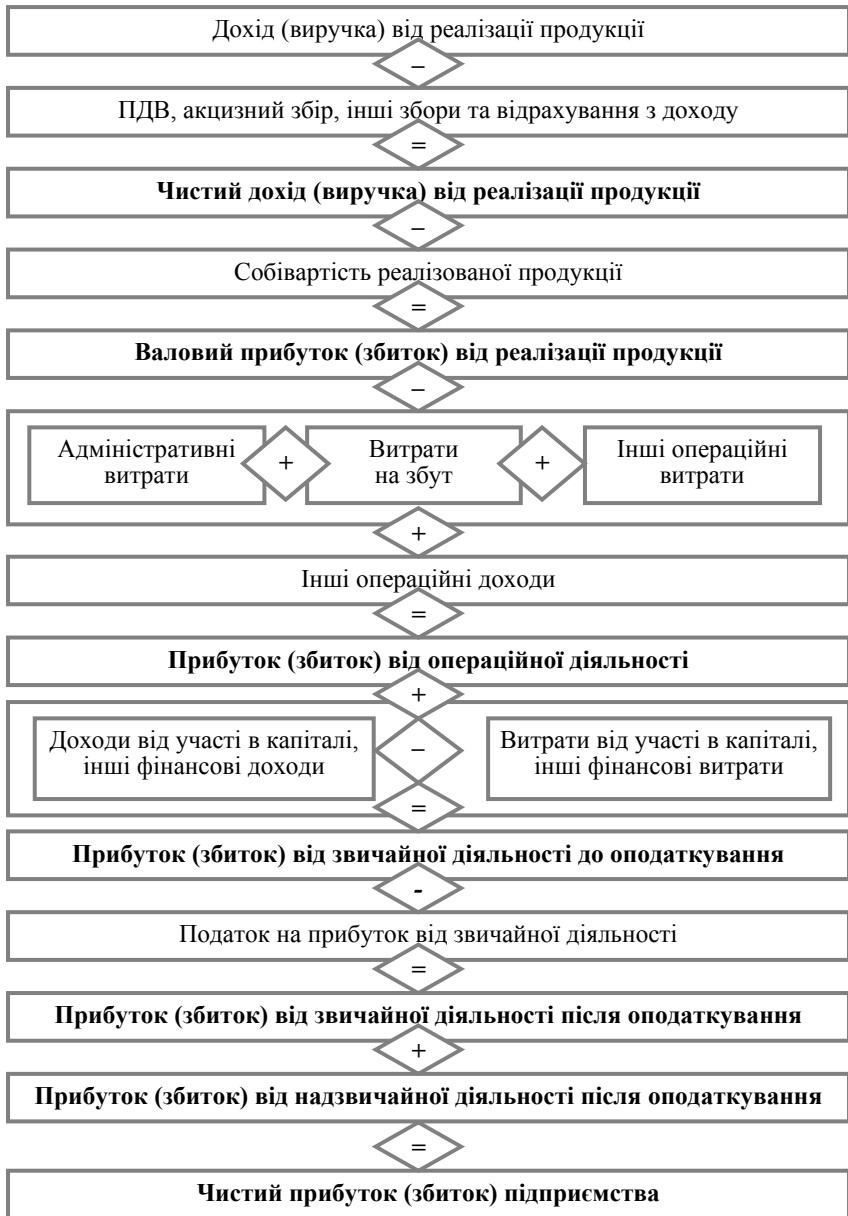 Дохід (виручка) від реалізації продукції
–
ПДВ, акцизний збір, інші збори та відрахування з доходу
=
Чистий дохід (виручка) від реалізації продукції
–
Собівартість реалізованої продукції
=
Валовий прибуток (збиток) від реалізації продукції
–
Адміністративні
витрати
+
Витрати
на збут
+
Інші операційні
витрати
+
Інші операційні доходи
=
Прибуток (збиток) від операційної діяльності
+
Доходи від участі в капіталі,
інші фінансові доходи
–
Витрати від участі в капіталі,
інші фінансові витрати
=
Прибуток (збиток) від звичайної діяльності до оподаткування
-
Податок на прибуток від звичайної діяльності
=
Прибуток (збиток) від звичайної діяльності після оподаткування
+
Прибуток (збиток) від надзвичайної діяльності після оподаткування
=
Чистий прибуток (збиток) підприємства